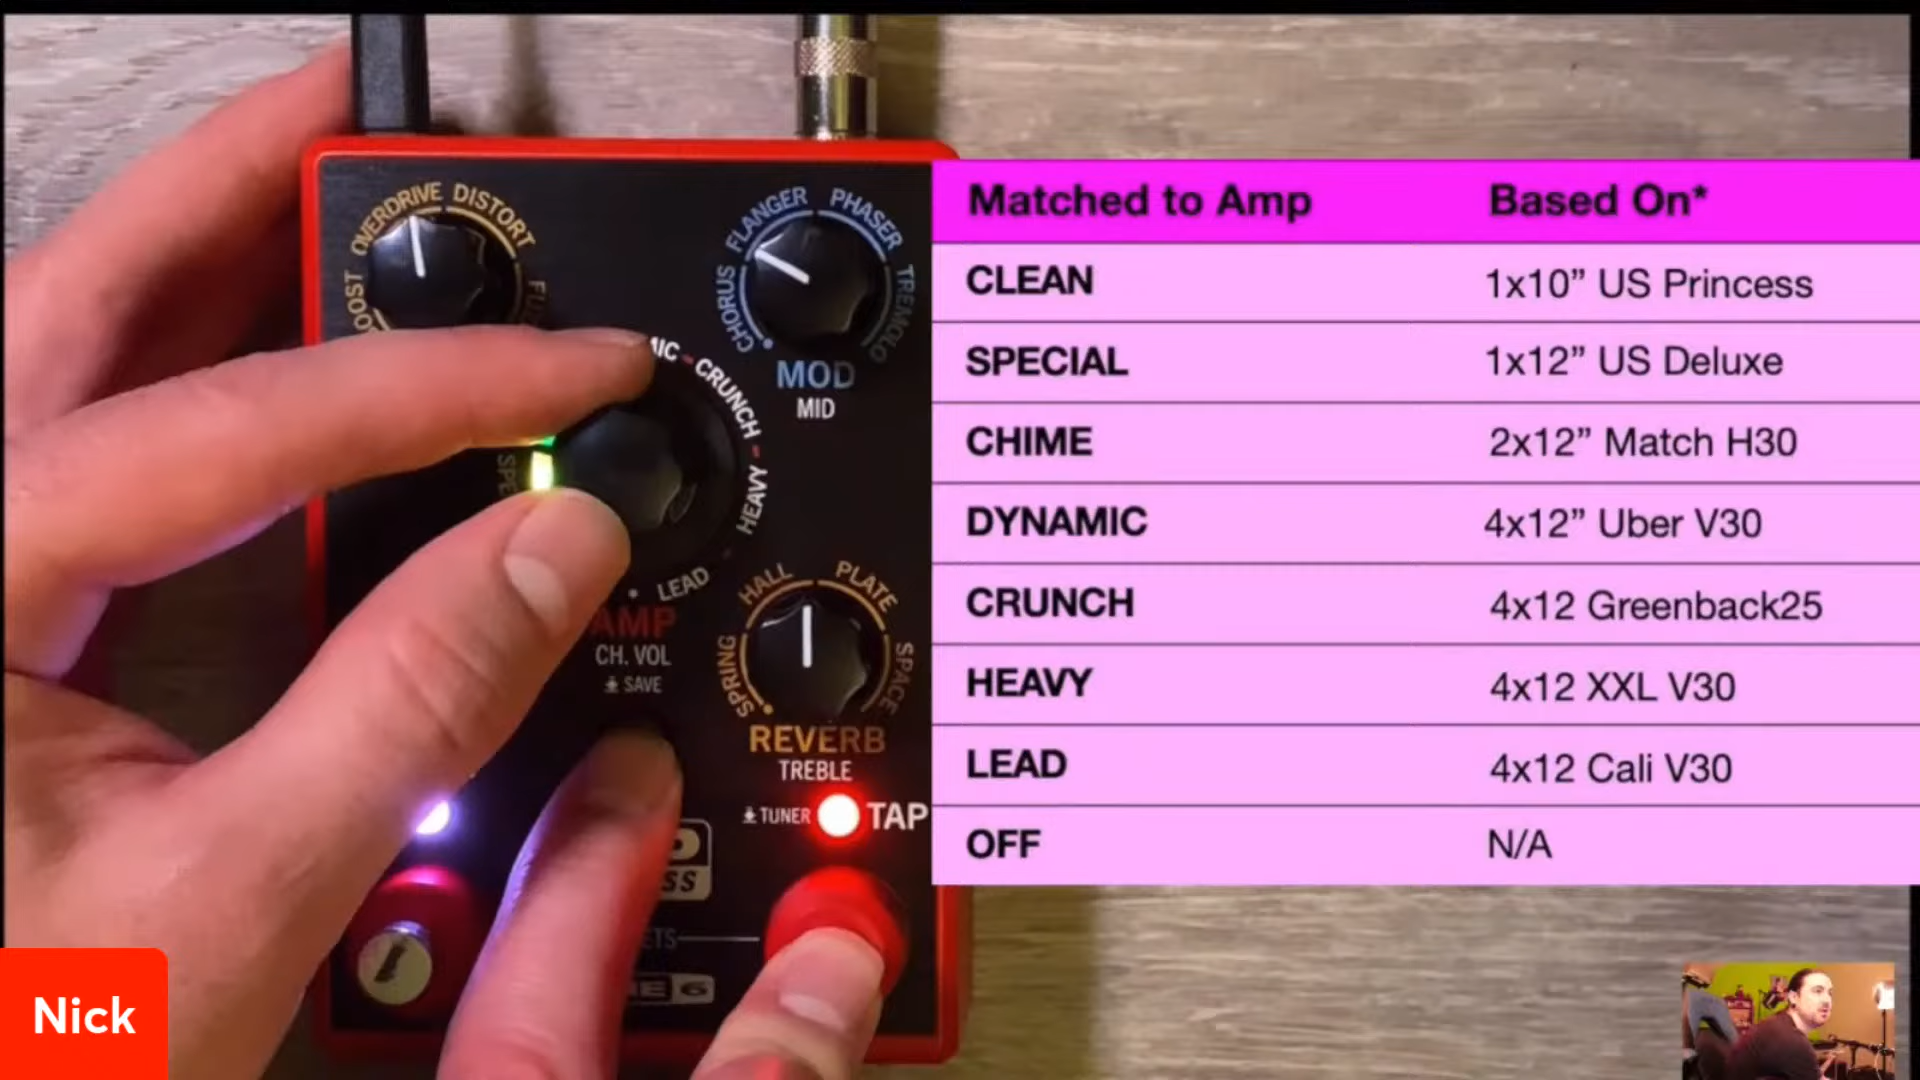 OVERDRIVE DISTORT
FLANGER PHASER
CHORUS
TREMOLO
MOD
MID
CRUNCH
HEAVY
LEAD
AMP
CH. VOL
SAVE
HALL PLATE
SPRING
SPACE
REVERB
TREBLE
TUNER TAP
6
Matched to Amp Based On*
CLEAN 1x10” US Princess
SPECIAL 1x12” US Deluxe
CHIME 2x12” Match H30
DYNAMIC 4x12” Uber V30
CRUNCH 4x12 Greenback25
HEAVY 4x12 XXL V30
LEAD 4x12 Cali V30
OFF N/A
Nick